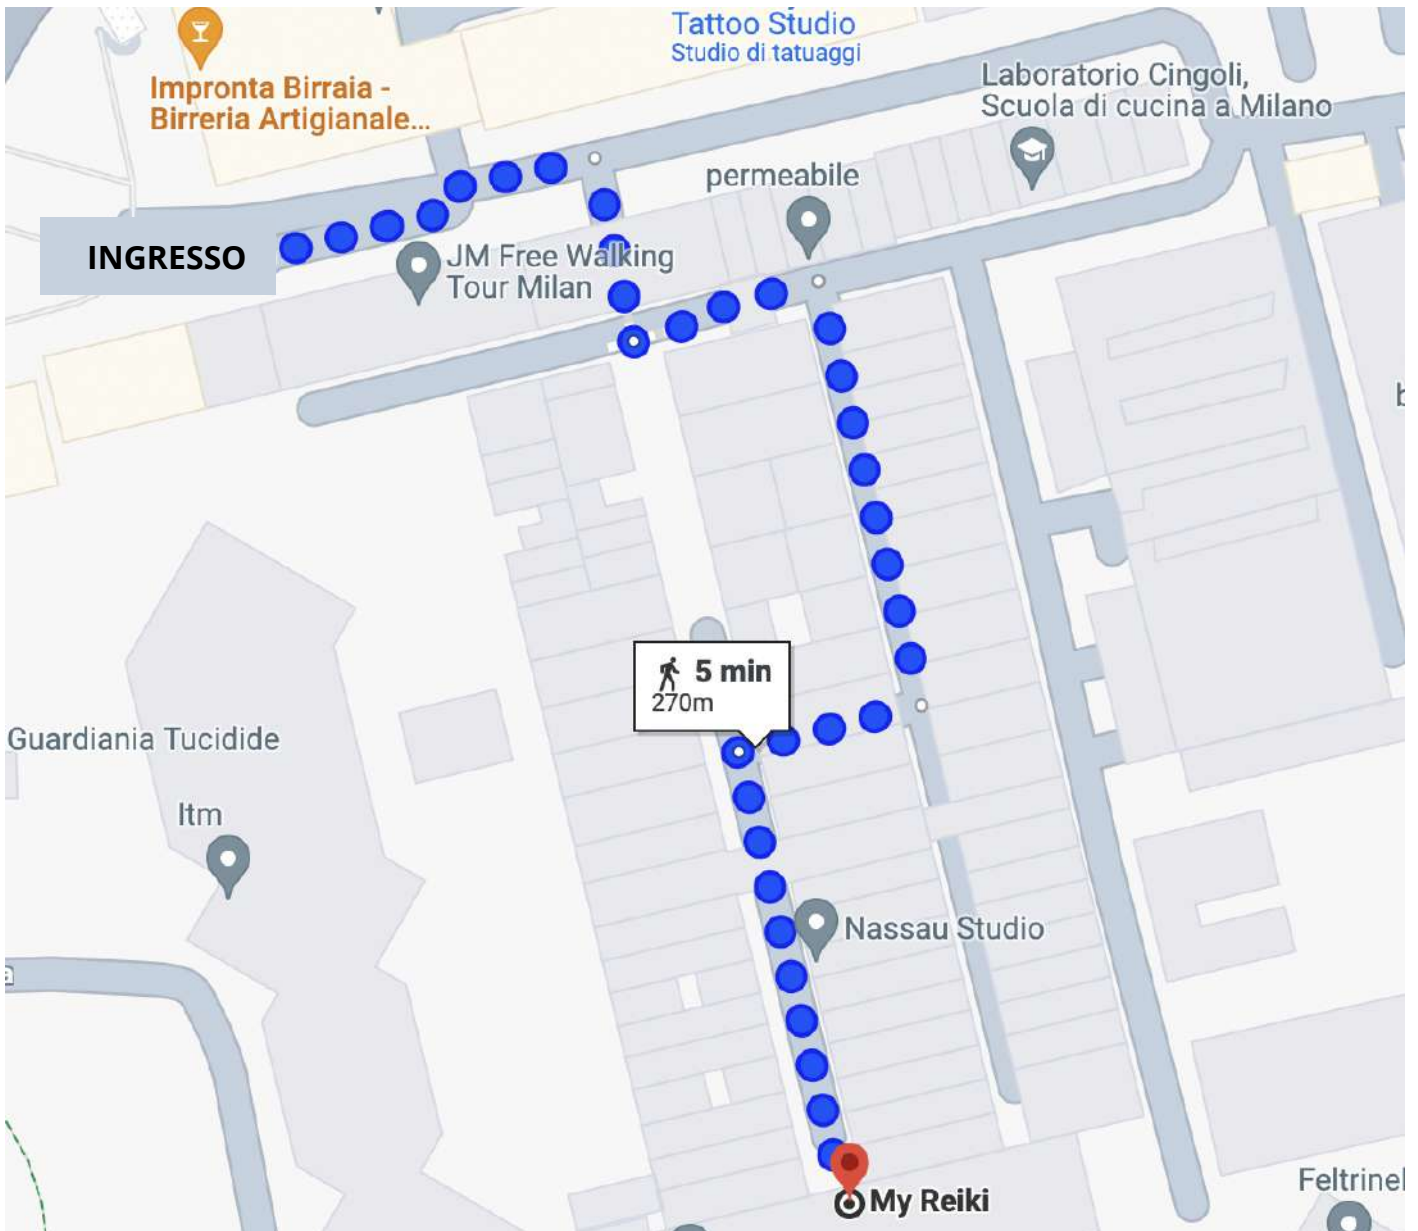 Tattoo Studio
Studio di tatuaggi
Impronta Birraia -
Birreria Artigianale...
Laboratorio Cingoli,
Scuola di cucina a Milano
permeabile
INGRESSO
JM Free Walking
Tour Milan
5 min
270m
Guardiania Tucidide
Itm
Nassau Studio
Feltrinel
My Reiki